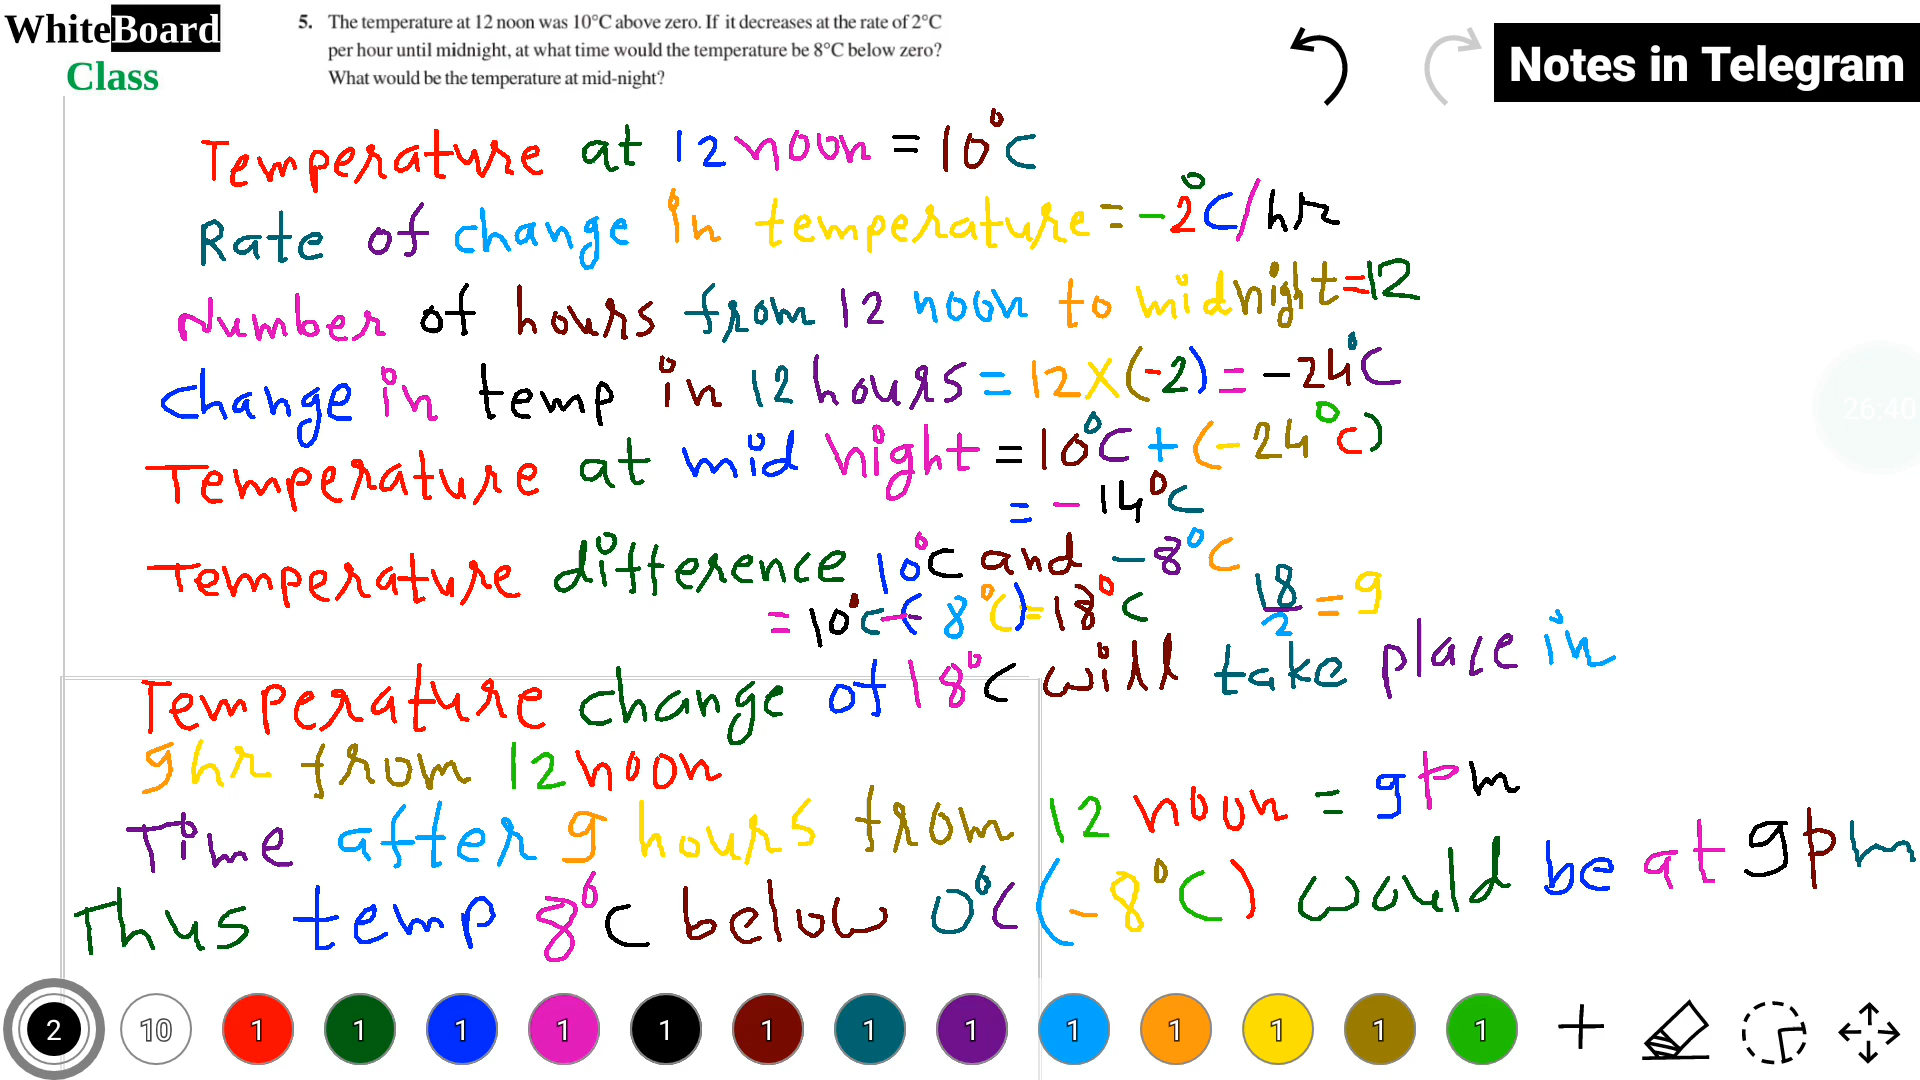 WhiteBoard
Class
5. The temperature at 12 noon was 10°C above zero. If it decreases at the rate of 2°C
per hour until midnight, at what time would the temperature be 8°C below zero?
What would be the temperature at mid-night?
Notes in Telegram
Temperature at 12 noon = 10°C
Rate of change in temperature = -2°C/hr
Number of hours from 12 noon to midnight = 12
Change in temp in 12 hours = 12 X (-2) = -24°C
Temperature at mid night = 10°C + (-24°C)
= -14°C
Temperature difference 10°C and -8°C
= 10°C - (8°C) = 18°C
18/2 = 9
Temperature change of 18°C will take place in
9hr from 12 noon
Time after 9 hours from 12 noon = 9pm
Thus temp 8°C below 0°C (-8°C) would be at 9pm
26:40
2 10 1 1 1 1 1 1 1 1 1 1 1 1 1